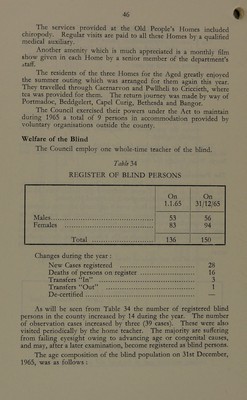 46
The services provided at the Old People's Homes included
chiropody. Regular visits are paid to all those Homes by a qualified
medical auxiliary.
Another amenity which is much appreciated is a monthly film
show given in each Home by a senior member of the department's
staff.
The residents of the three Homes for the Aged greatly enjoyed
the summer outing which was arranged for them again this year.
They travelled through Caernarvon and Pwllheli to Criccieth, where
tea was provided for them. The return journey was made by way of
Portmadoc, Beddgelert, Capel Curig, Bethesda and Bangor.
The Council exercised their powers under the Act to maintain
during 1965 a total of 9 persons in accommodation provided by
voluntary organisations outside the county.
Welfare of the Blind
The Council employ one whole-time teacher of the blind.
Table 34
REGISTER OF BLIND PERSONS
On On
1.1.65 31/12/65
Males 53 56
Females 83 94
Total 136 150
Changes during the year :
New Cases registered 28
Deaths of persons on register 16
Transfers "In" 3
Transfers "Out" 1
De-certified —
As will be seen from Table 34 the number of registered blind
persons in the county increased by 14 during the year. The number
of observation cases increased by three (39 cases). These were also
visited periodically by the home teacher. The majority are suffering
from failing eyesight owing to advancing age or congenital causes,
and may, after a later examination, become registered as blind persons.
The age composition of the blind population on 31st December,
1965, was as follows :